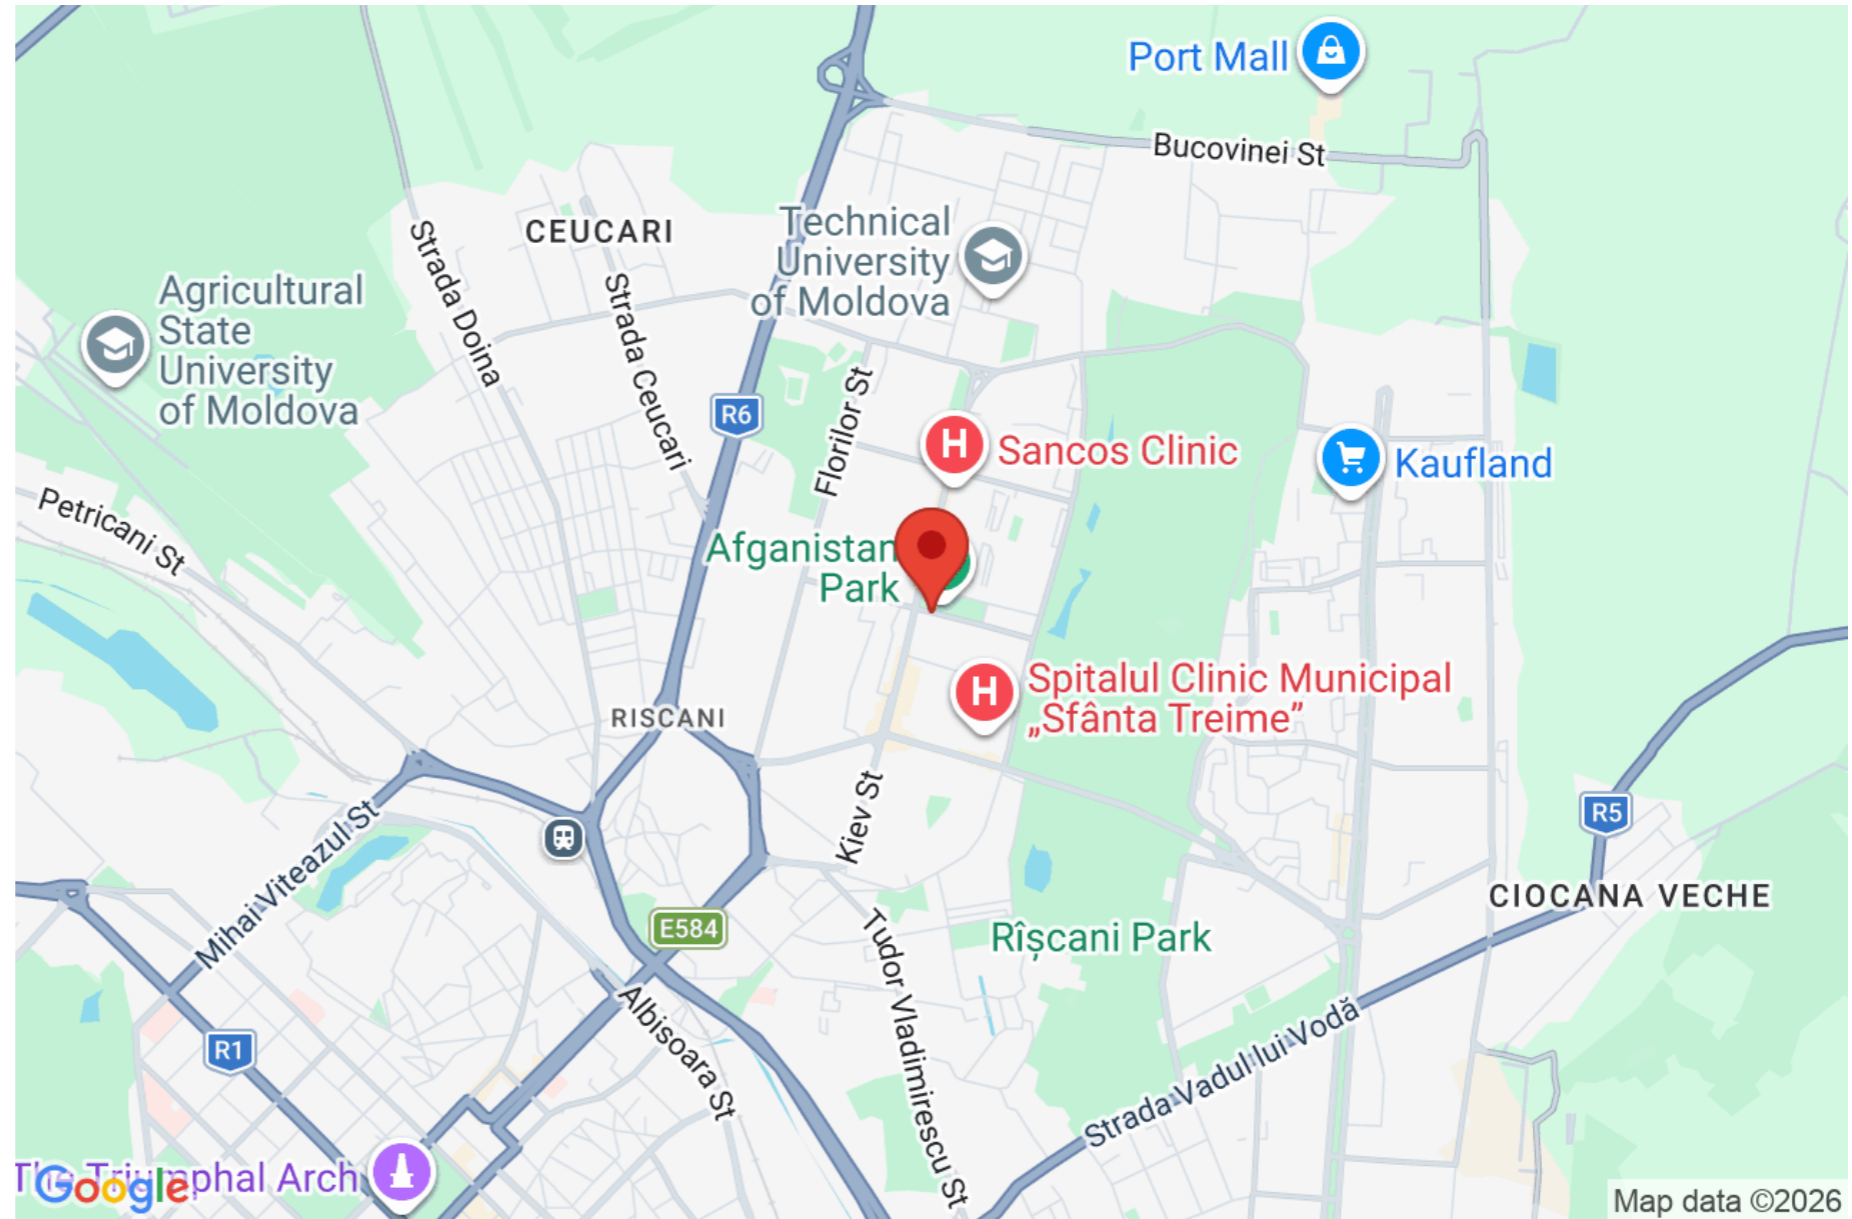 Port Mall
Bucovinei St
CEUCARI
Technical
University
of Moldova
Strada Doina
Strada Ceucari
Agricultural
State
University
of Moldova
R6
Florilor St
Sancos Clinic
Kaufland
Petricani St
Afganistan
Park
Spitalul Clinic Municipal
„Sfânta Treime”
RISCANI
Kiev St
R5
Mihai Viteazul St
CIOCANA VECHE
E584
Rîșcani Park
Tudor Vladimirescu St
Albisoara St
Strada Vadul lui Vodă
R1
The Triumphal Arch
Google
Map data ©2026